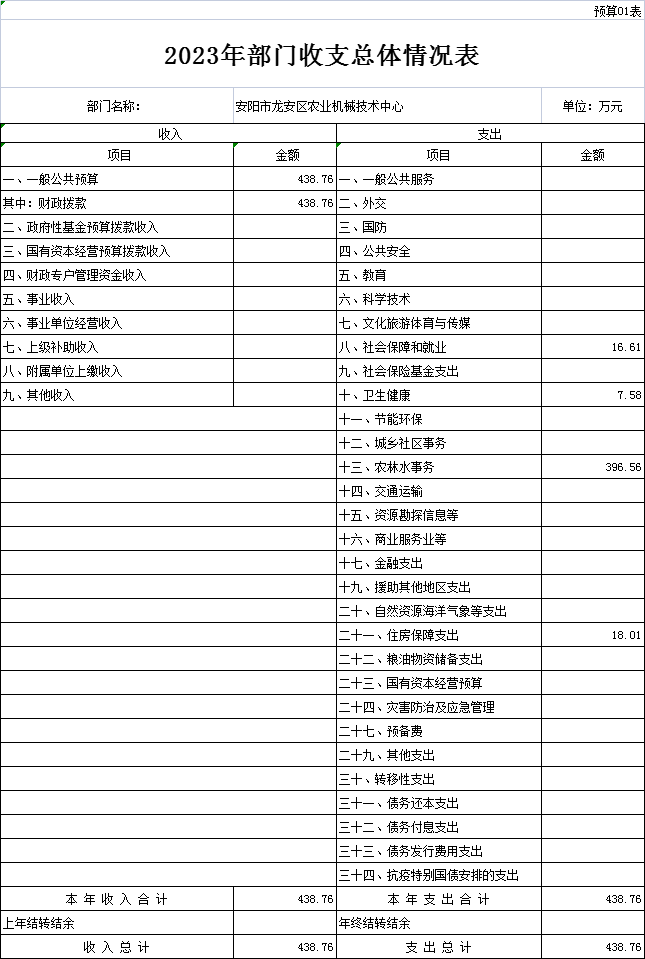 预算01表
2023年部门收支总体情况表
部门名称： 安阳市龙安区农业机械技术中心 单位：万元
收入 支出
项目 金额 项目 金额
一、一般公共预算 438.76 一、一般公共服务
其中：财政拨款 438.76 二、外交
二、政府性基金预算拨款收入 三、国防
三、国有资本经营预算拨款收入 四、公共安全
四、财政专户管理资金收入 五、教育
五、事业收入 六、科学技术
六、事业单位经营收入 七、文化旅游体育与传媒
七、上级补助收入 八、社会保障和就业 16.61
八、附属单位上缴收入 九、社会保险基金支出
九、其他收入 十、卫生健康 7.58
十一、节能环保
十二、城乡社区事务
十三、农林水事务 396.56
十四、交通运输
十五、资源勘探信息等
十六、商业服务业等
十七、金融支出
十九、援助其他地区支出
二十、自然资源海洋气象等支出
二十一、住房保障支出 18.01
二十二、粮油物资储备支出
二十三、国有资本经营预算
二十四、灾害防治及应急管理
二十七、预备费
二十九、其他支出
三十、转移性支出
三十一、债务还本支出
三十二、债务付息支出
三十三、债务发行费用支出
三十四、抗疫特别国债安排的支出
本年收入合计 438.76 本年支出合计 438.76
上年结转结余 年终结转结余
收入总计 438.76 支出总计 438.76